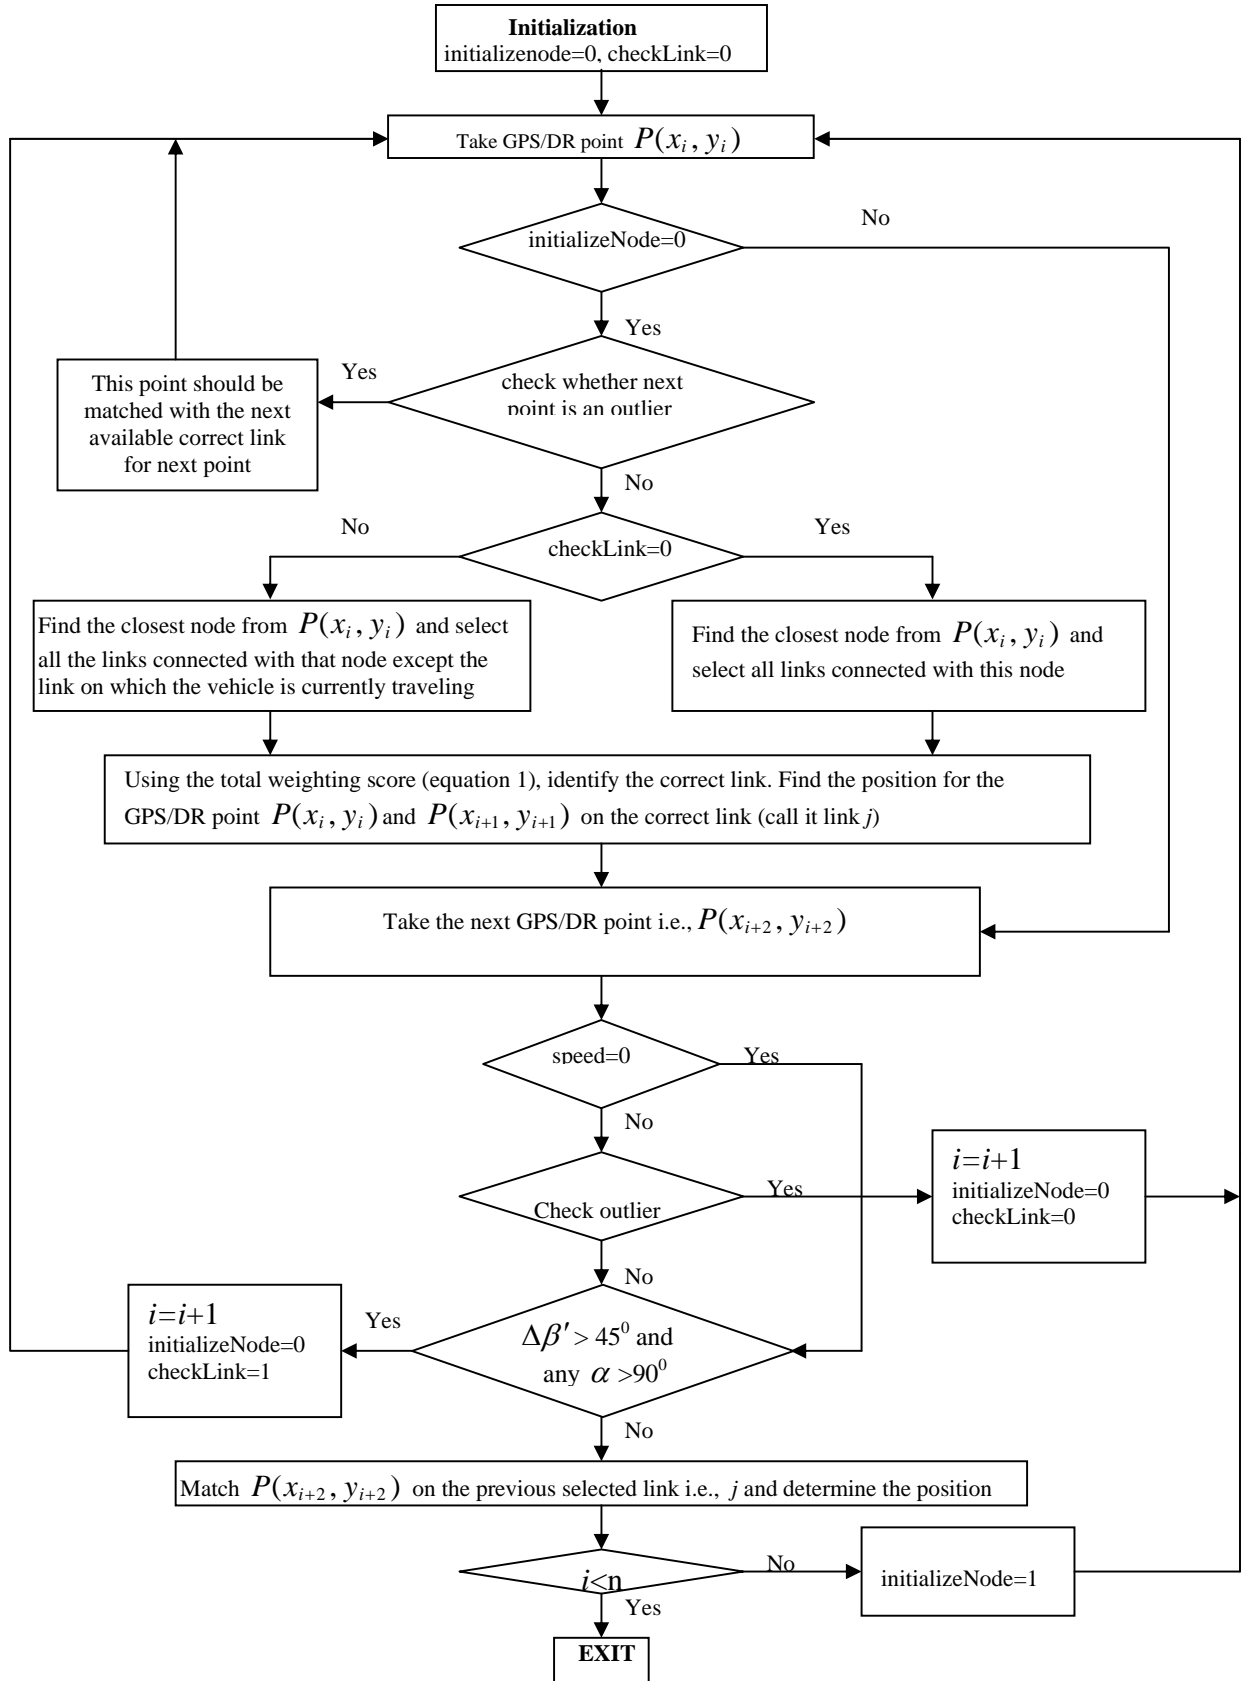 Initialization
initializenode=0, checkLink=0
Take GPS/DR point P(xᵢ, yᵢ)
initializeNode=0
No
Yes
check whether next
point is an outlier
Yes
This point should be
matched with the next
available correct link
for next point
No
checkLink=0
No
Yes
Find the closest node from P(xᵢ, yᵢ) and select
all the links connected with that node except the
link on which the vehicle is currently traveling
Find the closest node from P(xᵢ, yᵢ) and
select all links connected with this node
Using the total weighting score (equation 1), identify the correct link. Find the position for the
GPS/DR point P(xᵢ, yᵢ) and P(xᵢ₊₁, yᵢ₊₁) on the correct link (call it link j)
Take the next GPS/DR point i.e., P(xᵢ₊₂, yᵢ₊₂)
speed=0
Yes
No
Check outlier
Yes
i=i+1
initializeNode=0
checkLink=0
No
Δβ′ > 45⁰ and
any α >90⁰
Yes
i=i+1
initializeNode=0
checkLink=1
No
Match P(xᵢ₊₂, yᵢ₊₂) on the previous selected link i.e., j and determine the position
i<n
No
initializeNode=1
Yes
EXIT